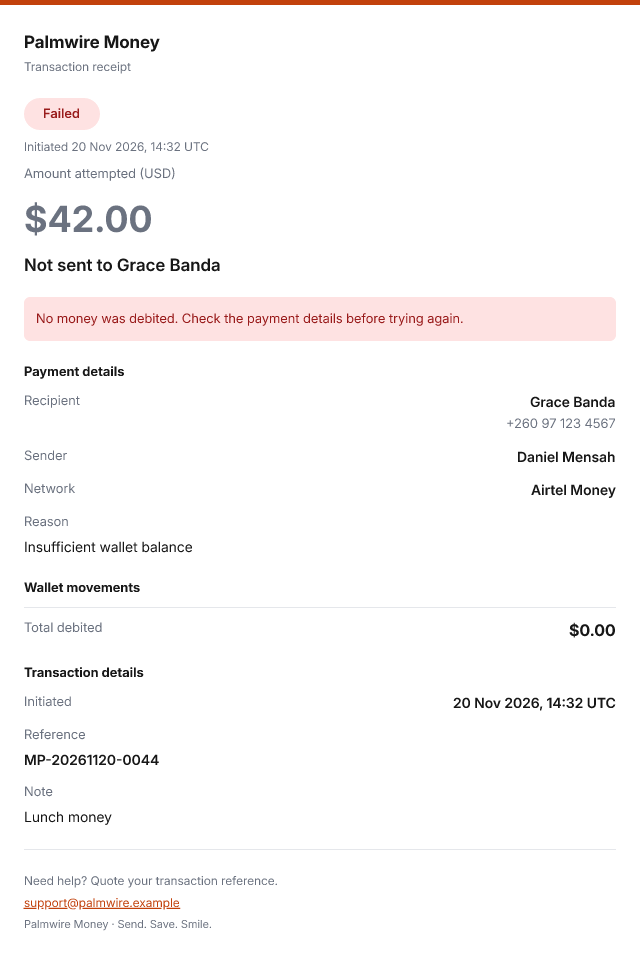 Palmwire Money
Transaction receipt
Failed
Initiated 20 Nov 2026, 14:32 UTC
Amount attempted (USD)
$42.00
Not sent to Grace Banda
No money was debited. Check the payment details before trying again.
Payment details
Recipient Grace Banda
+260 97 123 4567
Sender Daniel Mensah
Network Airtel Money
Reason
Insufficient wallet balance
Wallet movements
Total debited $0.00
Transaction details
Initiated 20 Nov 2026, 14:32 UTC
Reference
MP-20261120-0044
Note
Lunch money
Need help? Quote your transaction reference.
support@palmwire.example
Palmwire Money · Send. Save. Smile.